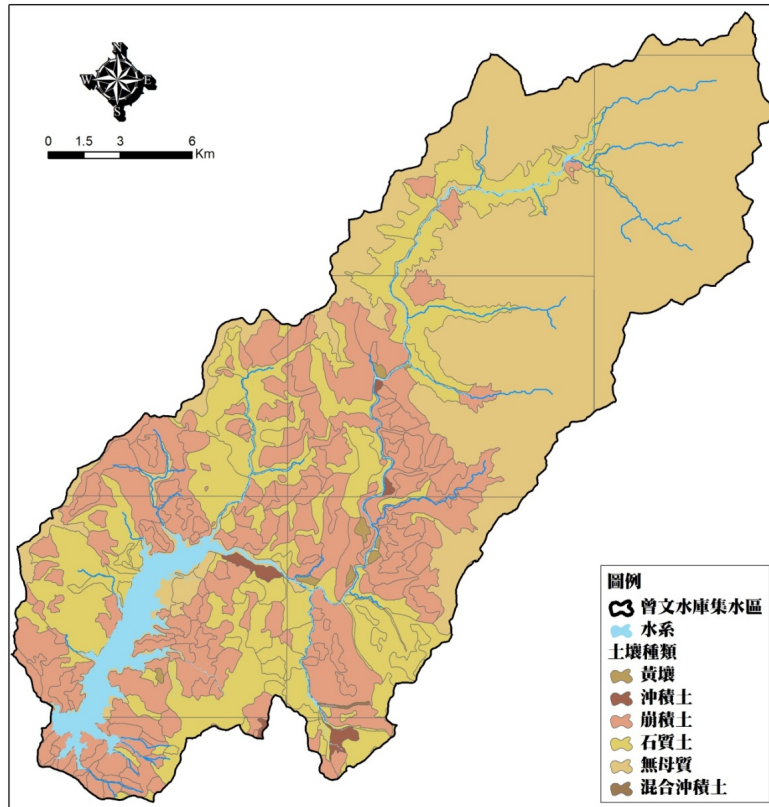 N
W E
S
0 1.5 3 6
Km
圖例
曾文水庫集水區
水系
土壤種類
黃壤
沖積土
崩積土
石質土
無母質
混合沖積土